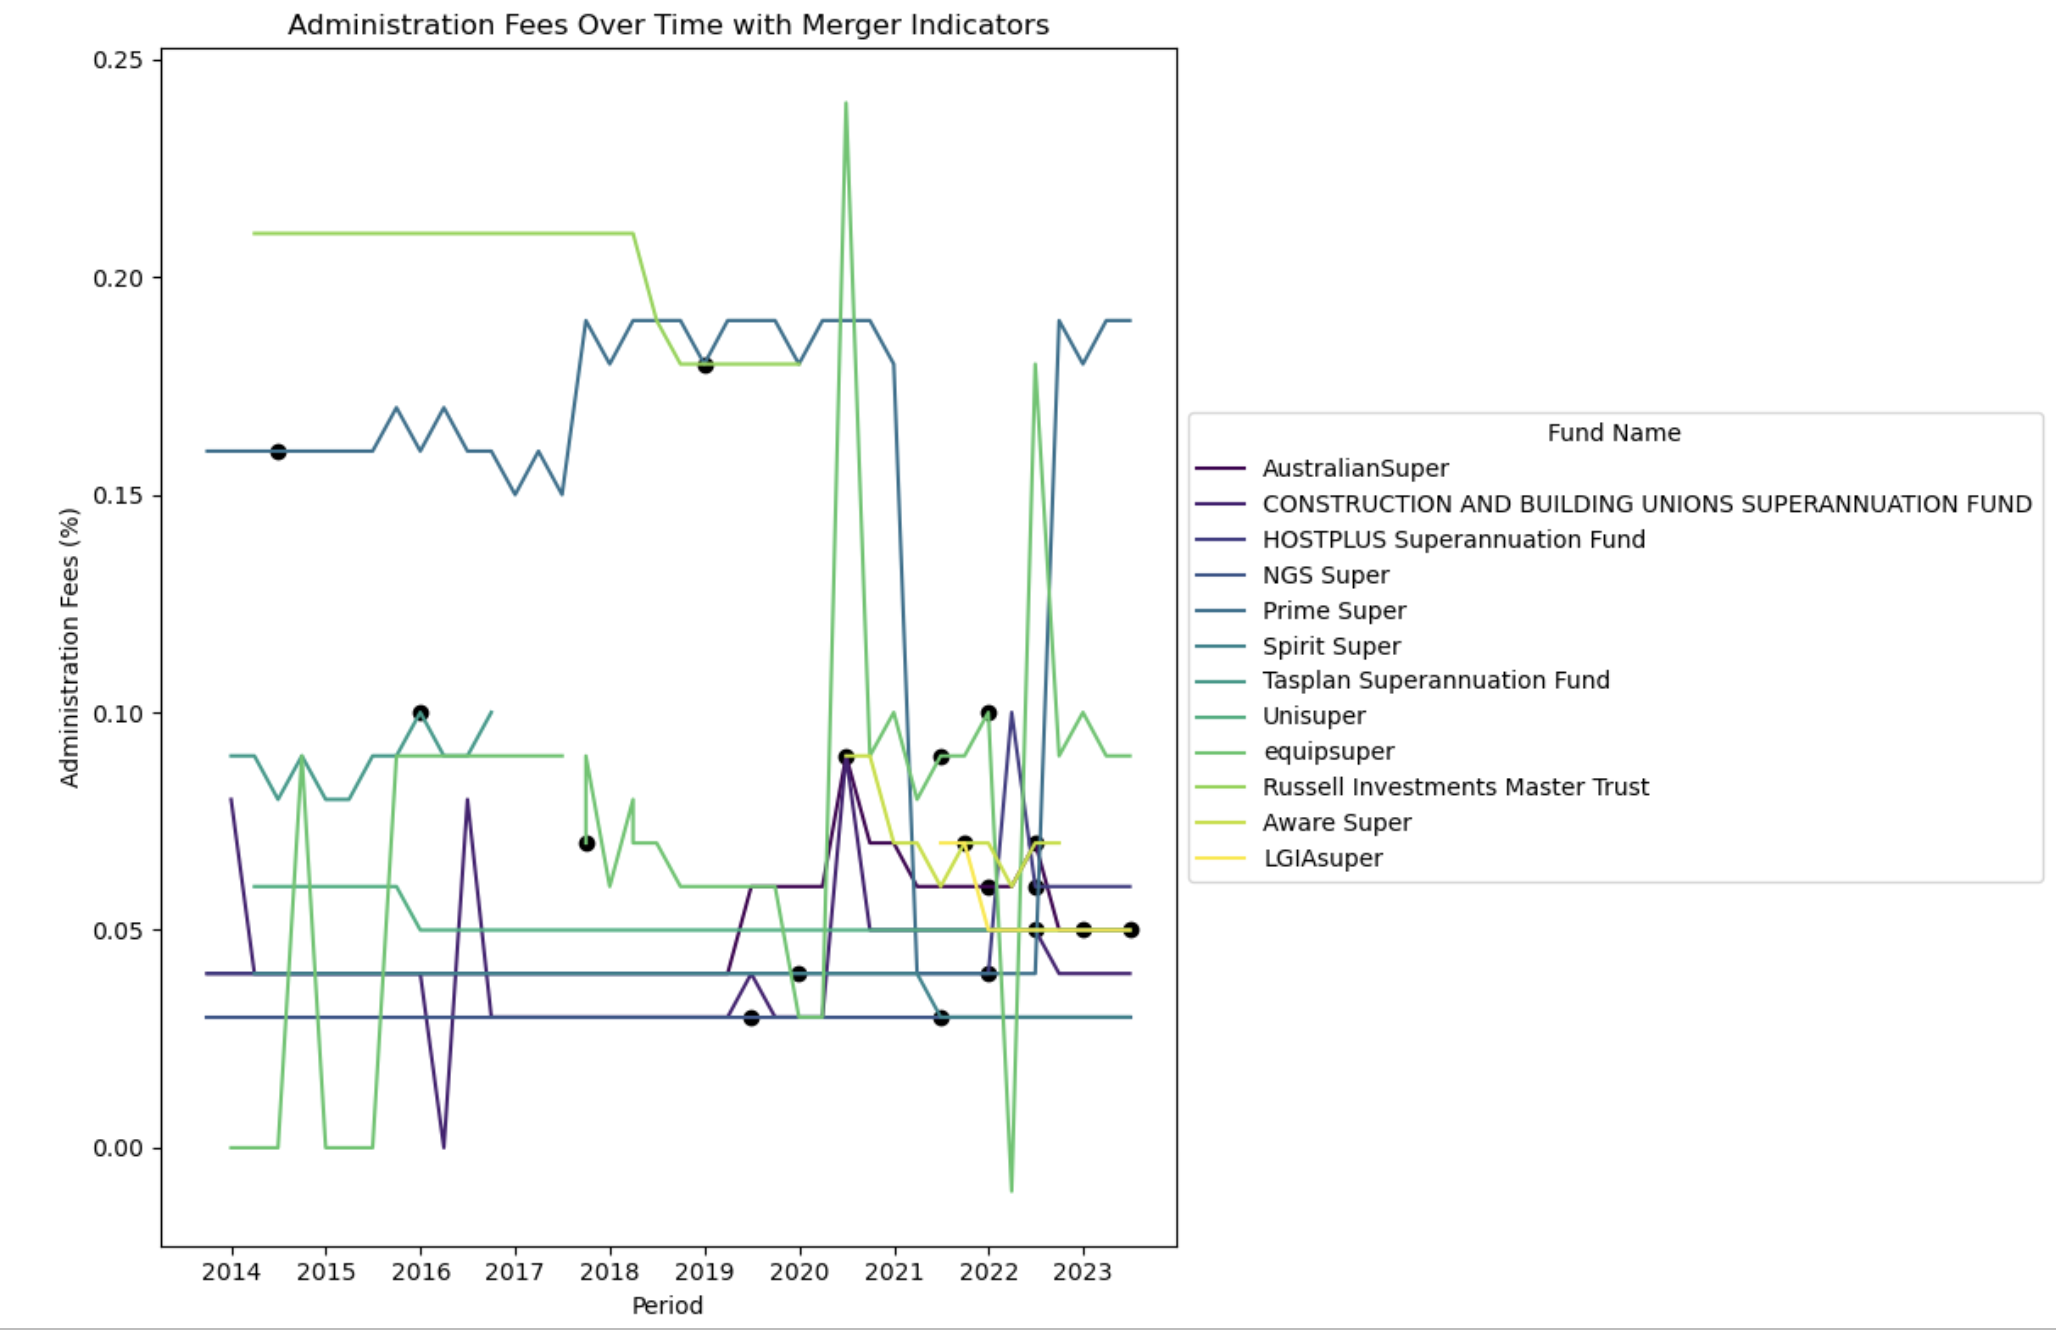 Administration Fees Over Time with Merger Indicators
0.25
0.20
0.15
0.10
0.05
0.00
Administration Fees (%)
2014 2015 2016 2017 2018 2019 2020 2021 2022 2023
Period
Fund Name
AustralianSuper
CONSTRUCTION AND BUILDING UNIONS SUPERANNUATION FUND
HOSTPLUS Superannuation Fund
NGS Super
Prime Super
Spirit Super
Tasplan Superannuation Fund
Unisuper
equipsuper
Russell Investments Master Trust
Aware Super
LGIAsuper